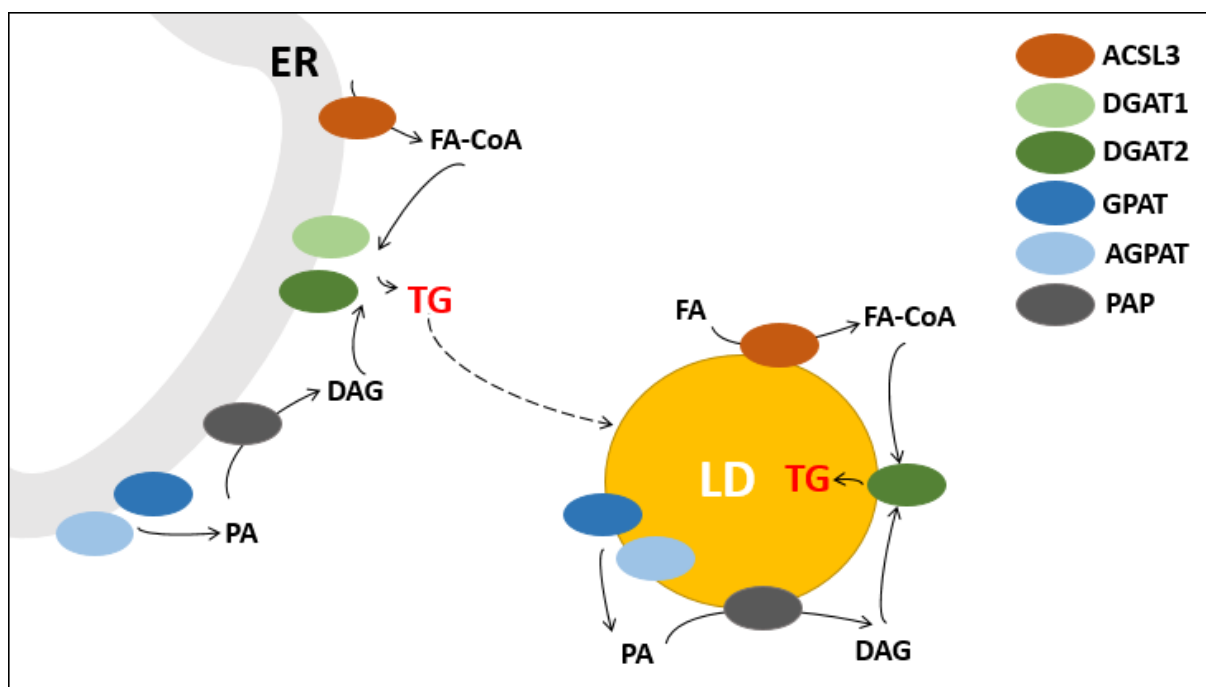 ER
FA-CoA
TG
DAG
PA
FA
FA-CoA
LD
TG
PA
DAG
ACSL3
DGAT1
DGAT2
GPAT
AGPAT
PAP